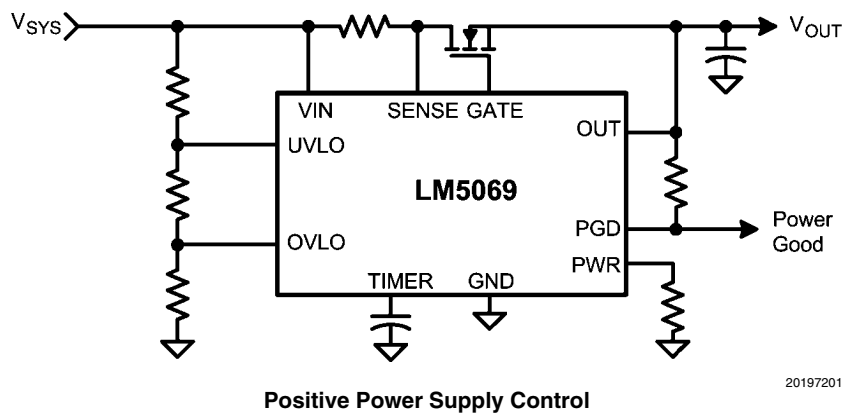 VSYS
VOUT
VIN
SENSE GATE
OUT
UVLO
LM5069
PGD
Power
Good
OVLO
PWR
TIMER
GND
20197201
Positive Power Supply Control